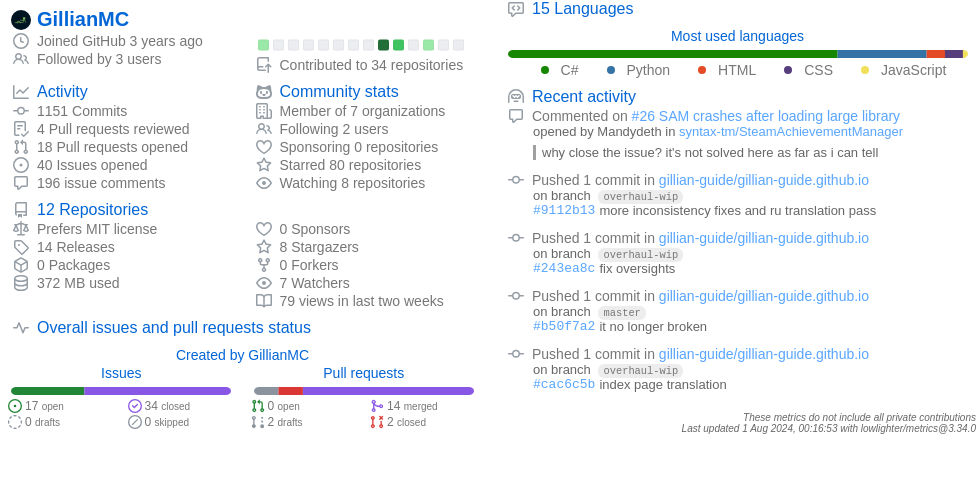 GillianMC
Joined GitHub 3 years ago
Followed by 3 users
Contributed to 34 repositories
Activity
1151 Commits
4 Pull requests reviewed
18 Pull requests opened
40 Issues opened
196 issue comments
Community stats
Member of 7 organizations
Following 2 users
Sponsoring 0 repositories
Starred 80 repositories
Watching 8 repositories
12 Repositories
Prefers MIT license
14 Releases
0 Packages
372 MB used
0 Sponsors
8 Stargazers
0 Forkers
7 Watchers
79 views in last two weeks
Overall issues and pull requests status
Created by GillianMC
Issues
17 open
34 closed
0 drafts
0 skipped
Pull requests
0 open
14 merged
2 drafts
2 closed
15 Languages
Most used languages
C# Python HTML CSS JavaScript
Recent activity
Commented on #26 SAM crashes after loading large library
opened by Mandydeth in syntax-tm/SteamAchievementManager
why close the issue? it's not solved here as far as i can tell
Pushed 1 commit in gillian-guide/gillian-guide.github.io
on branch overhaul-wip
#9112b13 more inconsistency fixes and ru translation pass
Pushed 1 commit in gillian-guide/gillian-guide.github.io
on branch overhaul-wip
#243ea8c fix oversights
Pushed 1 commit in gillian-guide/gillian-guide.github.io
on branch master
#b50f7a2 it no longer broken
Pushed 1 commit in gillian-guide/gillian-guide.github.io
on branch overhaul-wip
#cac6c5b index page translation
These metrics do not include all private contributions
Last updated 1 Aug 2024, 00:16:53 with lowlighter/metrics@3.34.0